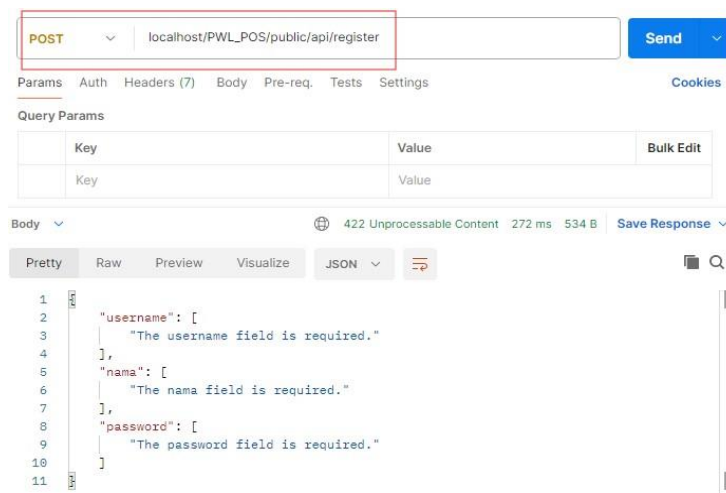 POST localhost/PWL_POS/public/api/register Send
Params Auth Headers (7) Body Pre-req. Tests Settings Cookies
Query Params
Key Value Bulk Edit
Key Value
Body 422 Unprocessable Content 272 ms 534 B Save Response
Pretty Raw Preview Visualize JSON
1 {
2 "username": [
3 "The username field is required."
4 ],
5 "nama": [
6 "The nama field is required."
7 ],
8 "password": [
9 "The password field is required."
10 ]
11 }